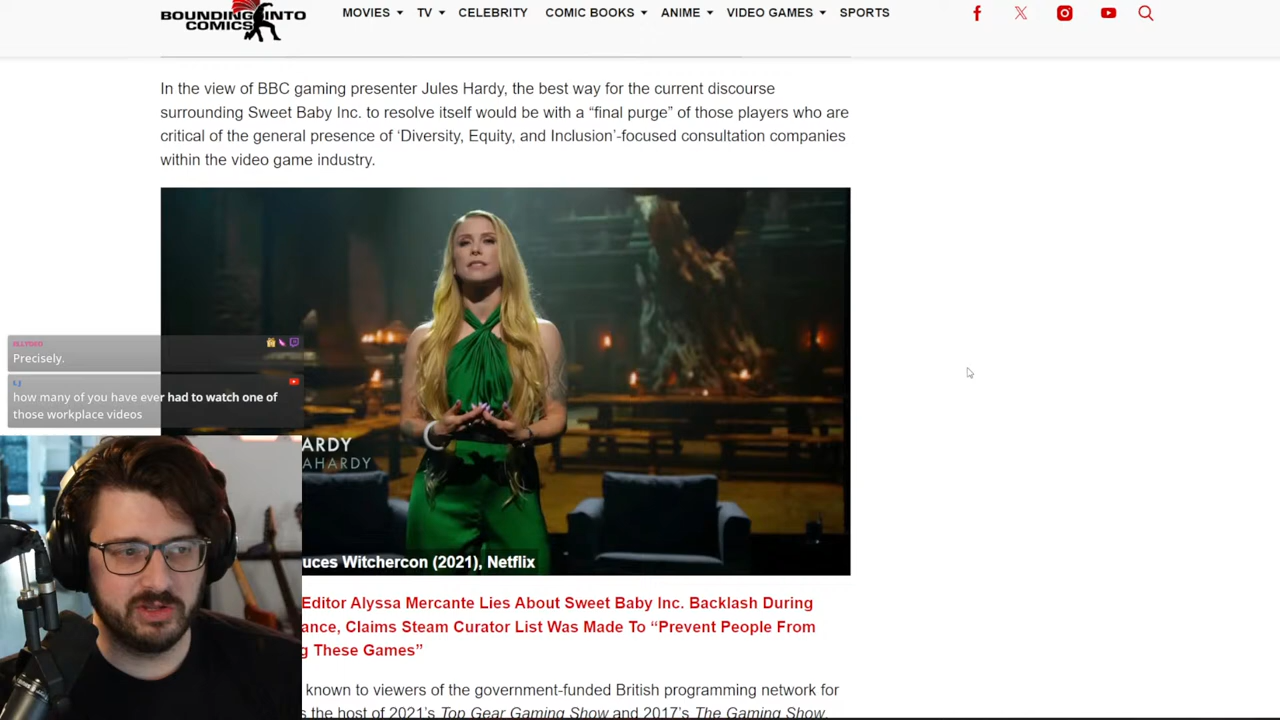 BOUNDING INTO
COMICS
MOVIES TV CELEBRITY COMIC BOOKS ANIME VIDEO GAMES SPORTS
In the view of BBC gaming presenter Jules Hardy, the best way for the current discourse
surrounding Sweet Baby Inc. to resolve itself would be with a “final purge” of those players who are
critical of the general presence of ‘Diversity, Equity, and Inclusion’-focused consultation companies
within the video game industry.
Precisely.
LJ
how many of you have ever had to watch one of
those workplace videos
ARDY
AHARDY
uces Witchercon (2021), Netflix
Editor Alyssa Mercante Lies About Sweet Baby Inc. Backlash During
ance, Claims Steam Curator List Was Made To “Prevent People From
g These Games”
known to viewers of the government-funded British programming network for
s the host of 2021’s Top Gear Gaming Show and 2017’s The Gaming Show,